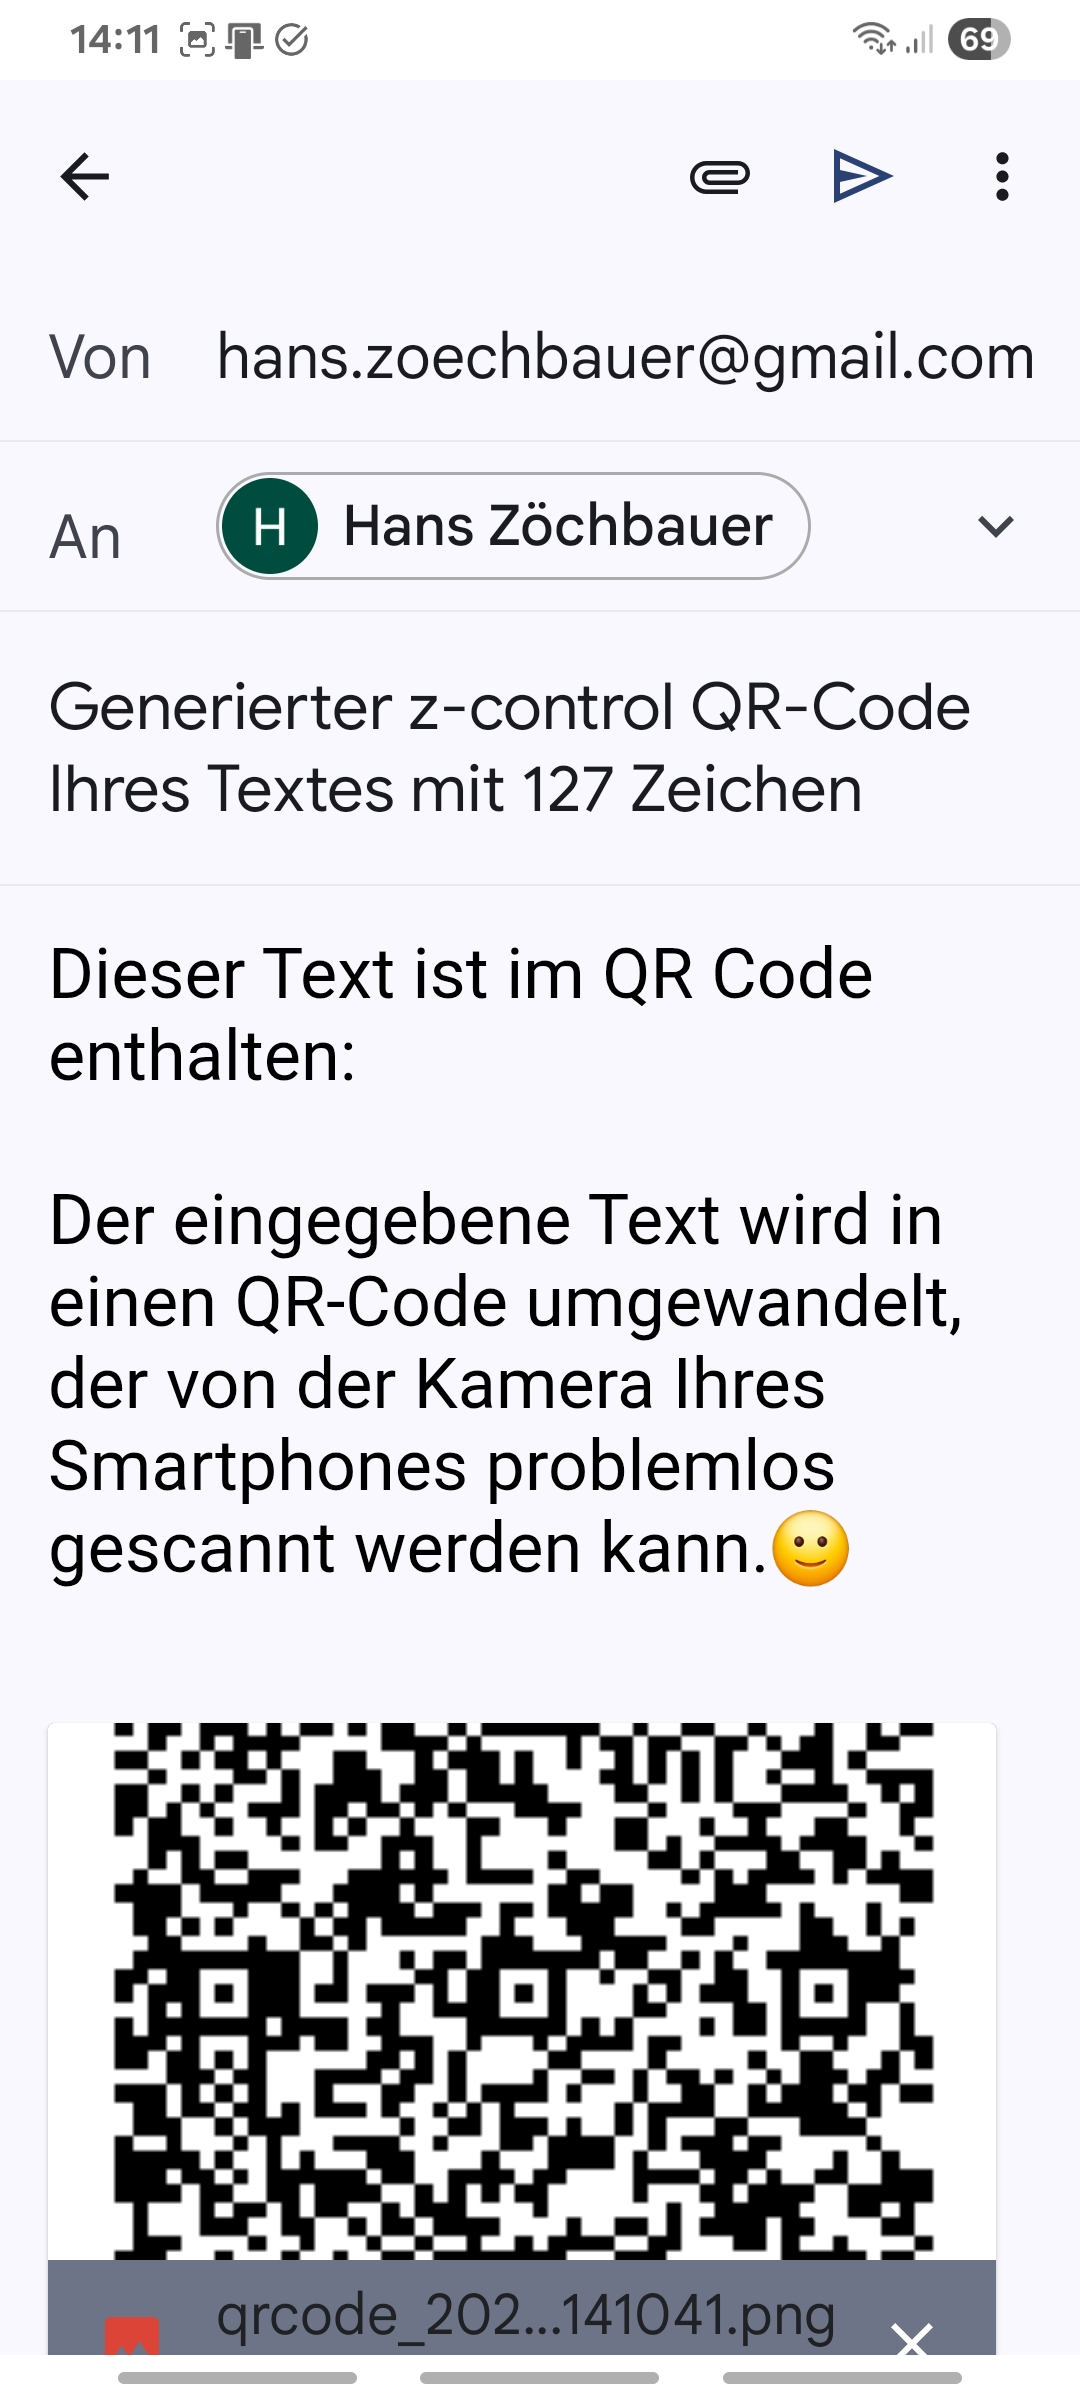 14:11
69
Von hans.zoechbauer@gmail.com
An H Hans Zöchbauer
Generierter z-control QR-Code
Ihres Textes mit 127 Zeichen
Dieser Text ist im QR Code
enthalten:
Der eingegebene Text wird in
einen QR-Code umgewandelt,
der von der Kamera Ihres
Smartphones problemlos
gescannt werden kann.🙂
qrcode_202...141041.png